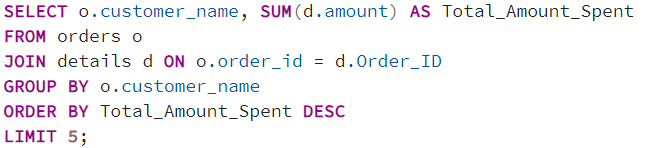 SELECT o.customer_name, SUM(d.amount) AS Total_Amount_Spent
FROM orders o
JOIN details d ON o.order_id = d.Order_ID
GROUP BY o.customer_name
ORDER BY Total_Amount_Spent DESC
LIMIT 5;